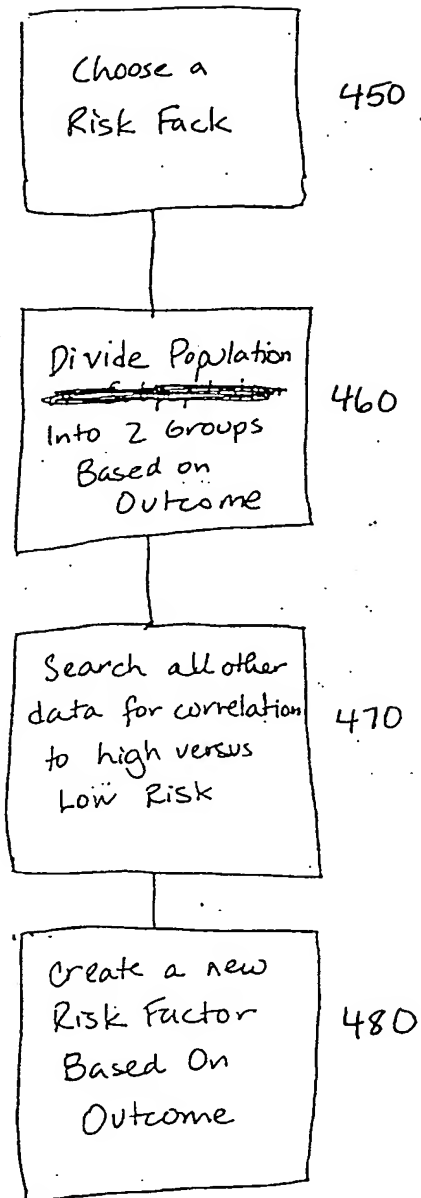 Choose a
Risk Fack
450
Divide Population
Into 2 Groups
Based on
Outcome
460
Search all other
data for correlation
to high versus
Low Risk
470
Create a new
Risk Factor
Based On
Outcome
480